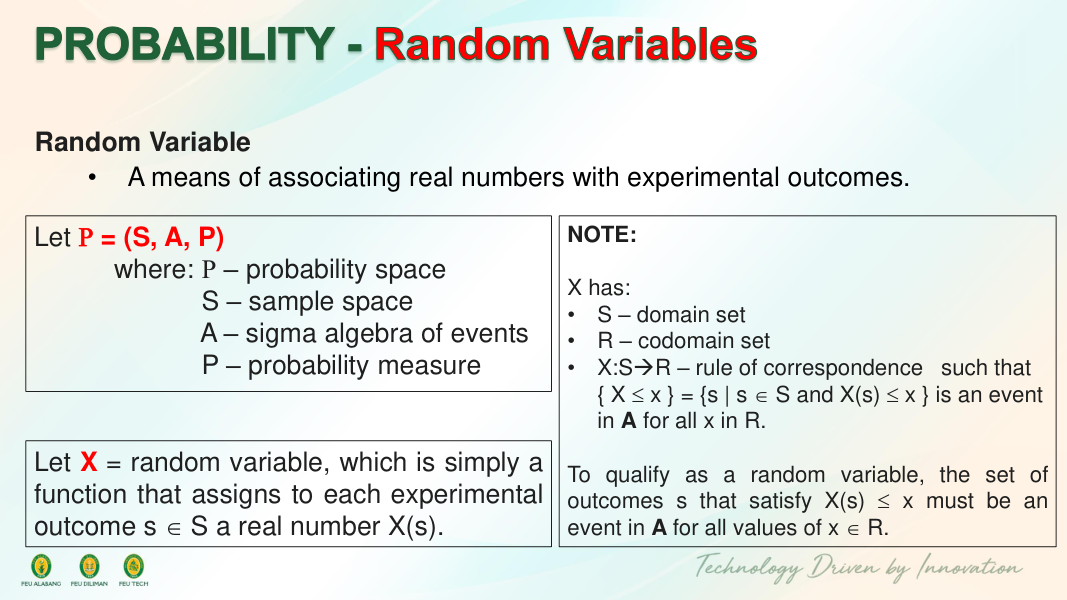 PROBABILITY - Random Variables
Random Variable
• A means of associating real numbers with experimental outcomes.
Let P = (S, A, P)
where: P – probability space
S – sample space
A – sigma algebra of events
P – probability measure
Let X = random variable, which is simply a
function that assigns to each experimental
outcome s ∈ S a real number X(s).
NOTE:
X has:
• S – domain set
• R – codomain set
• X:S→R – rule of correspondence such that
{ X ≤ x } = {s | s ∈ S and X(s) ≤ x } is an event
in A for all x in R.
To qualify as a random variable, the set of
outcomes s that satisfy X(s) ≤ x must be an
event in A for all values of x ∈ R.
FEU ALABANG FEU DILIMAN FEU TECH
Technology Driven by Innovation